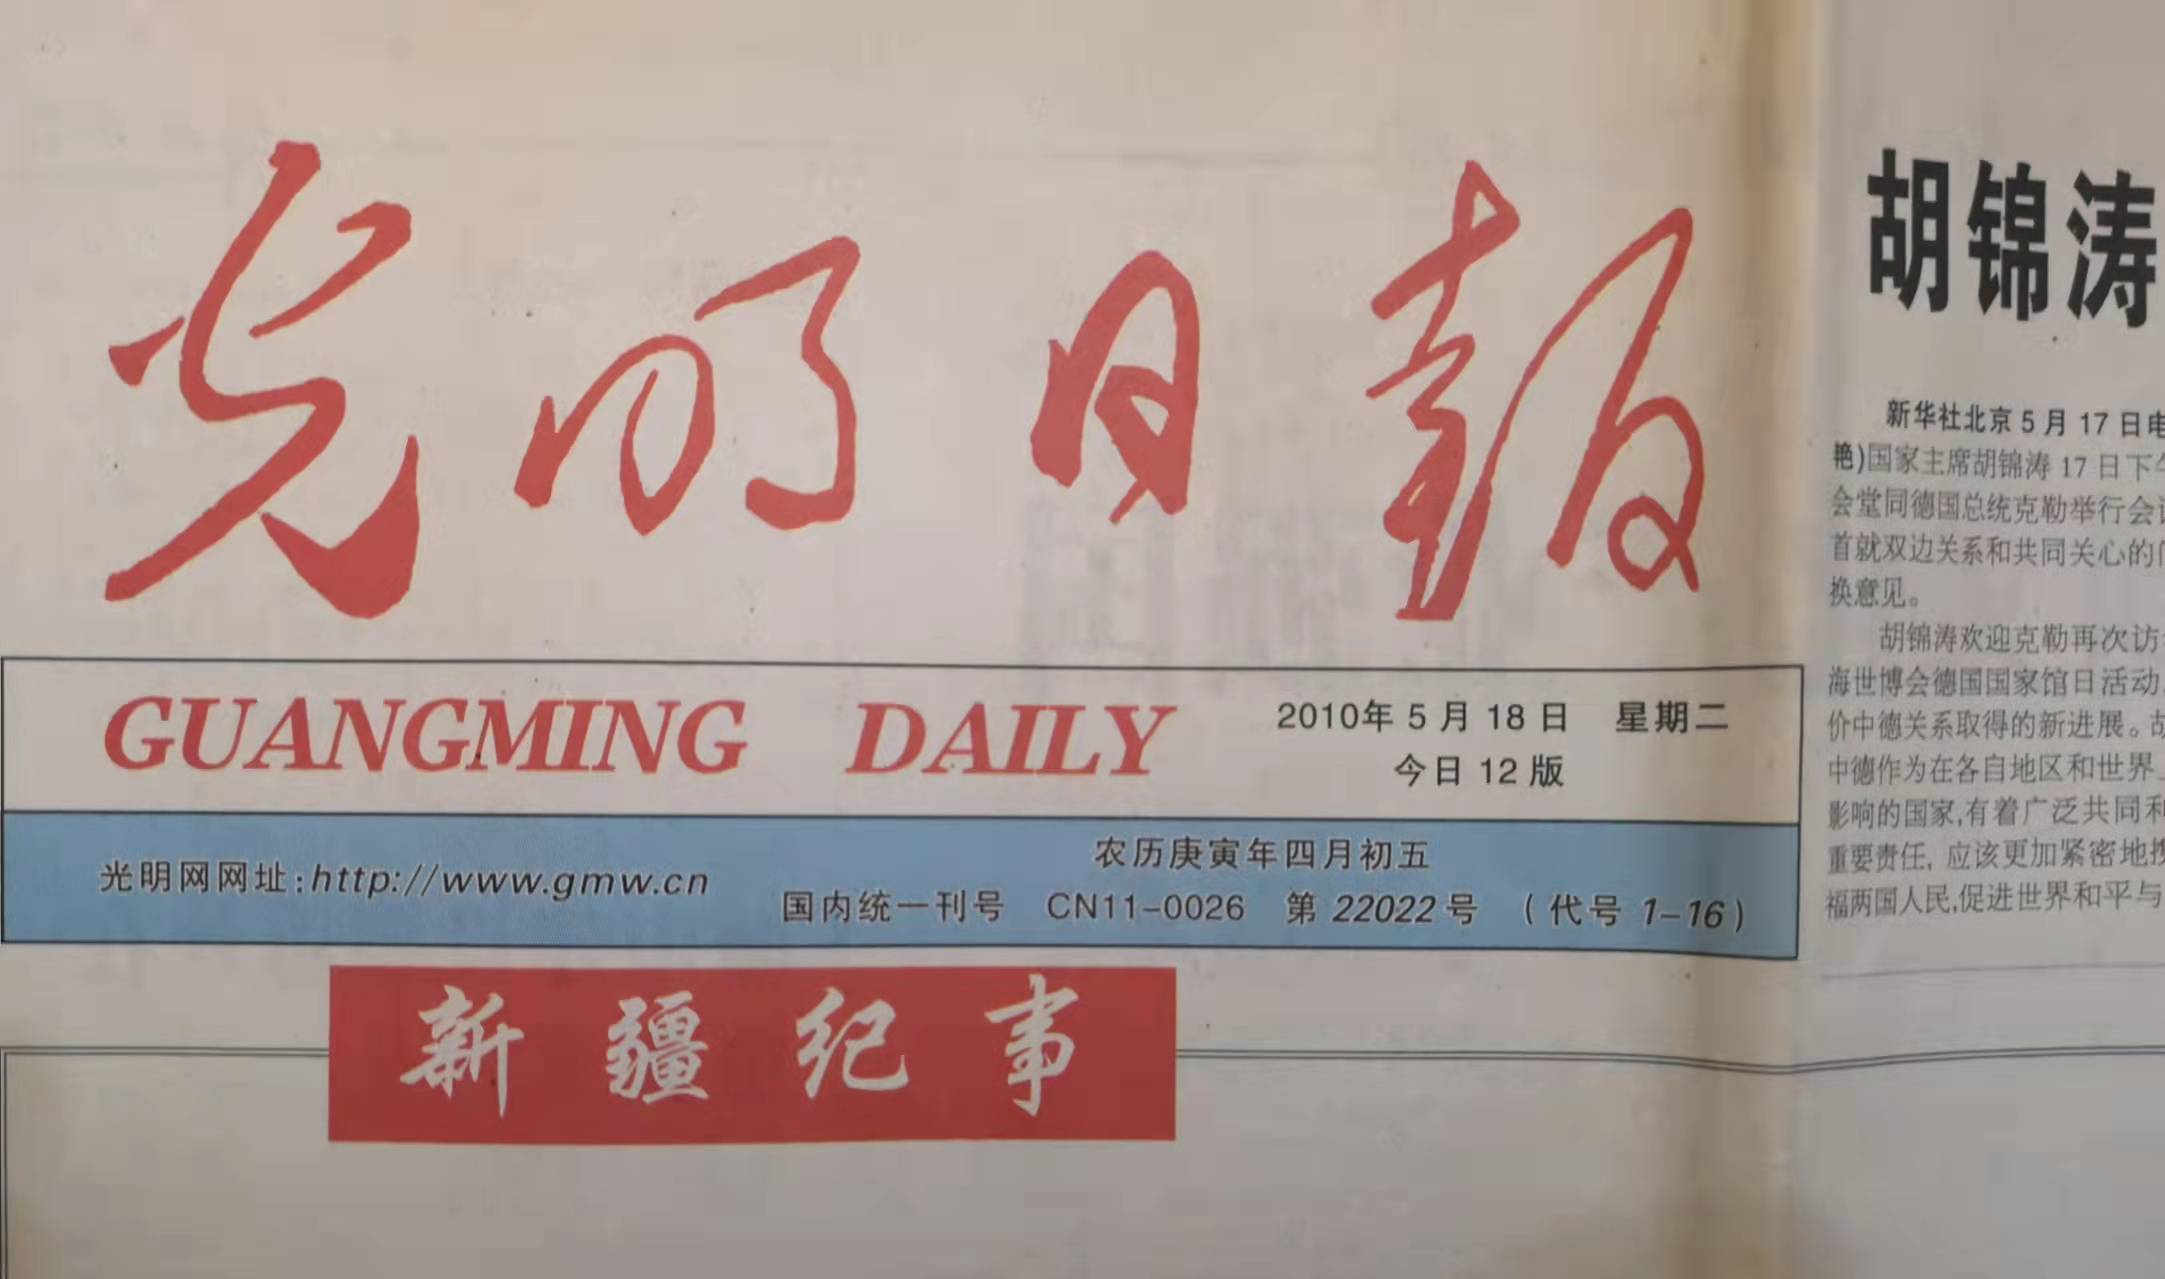 光明日报
GUANGMING DAILY
2010年5月18日 星期二
今日12版
光明网网址:http://www.gmw.cn
农历庚寅年四月初五
国内统一刊号 CN11-0026 第22022号 (代号1-16)
新疆纪事
胡锦涛
新华社北京5月17日电
艳)国家主席胡锦涛17日下午
会堂同德国总统克勒举行会
首就双边关系和共同关心的
换意见。
胡锦涛欢迎克勒再次访
海世博会德国国家馆日活动
价中德关系取得的新进展。胡
中德作为在各自地区和世界
影响的国家,有着广泛共同和
重要责任,应该更加紧密地携
福两国人民,促进世界和平与